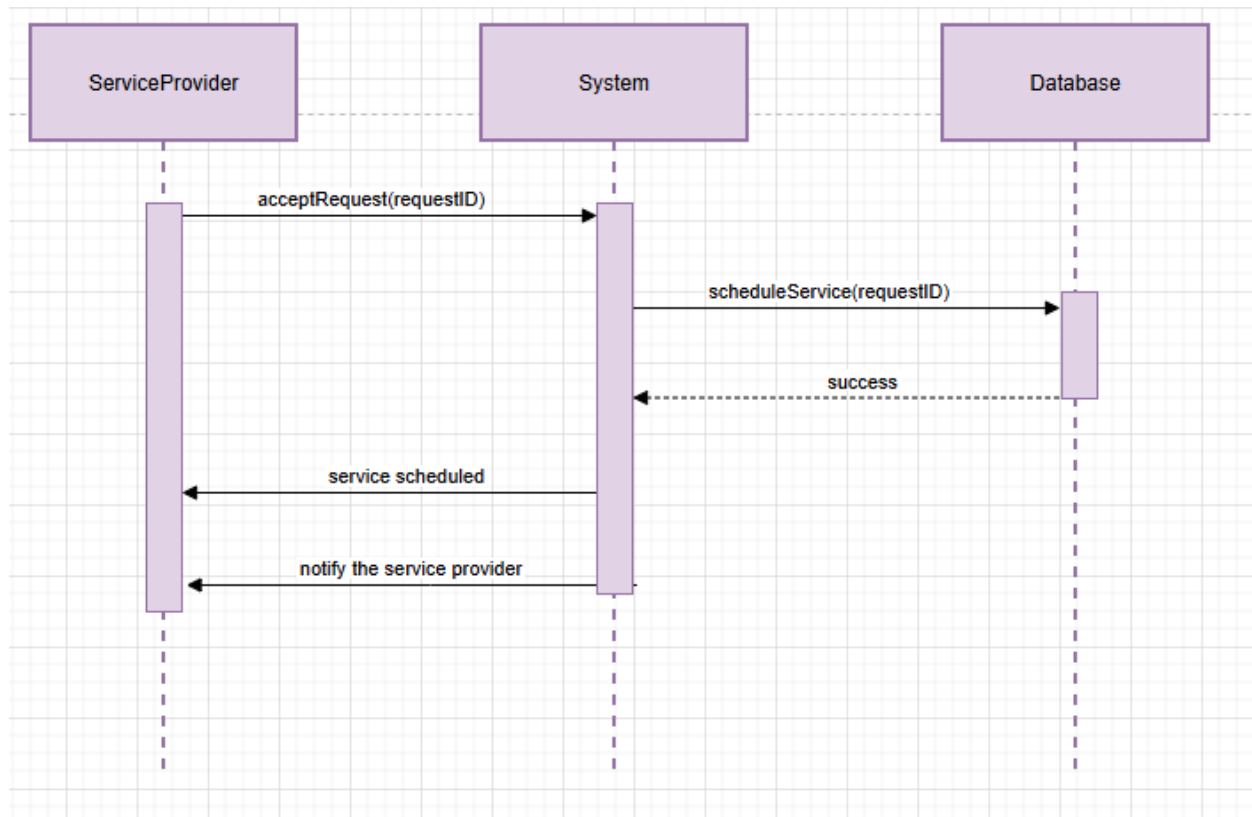 ServiceProvider
System
Database
acceptRequest(requestID)
scheduleService(requestID)
success
service scheduled
notify the service provider